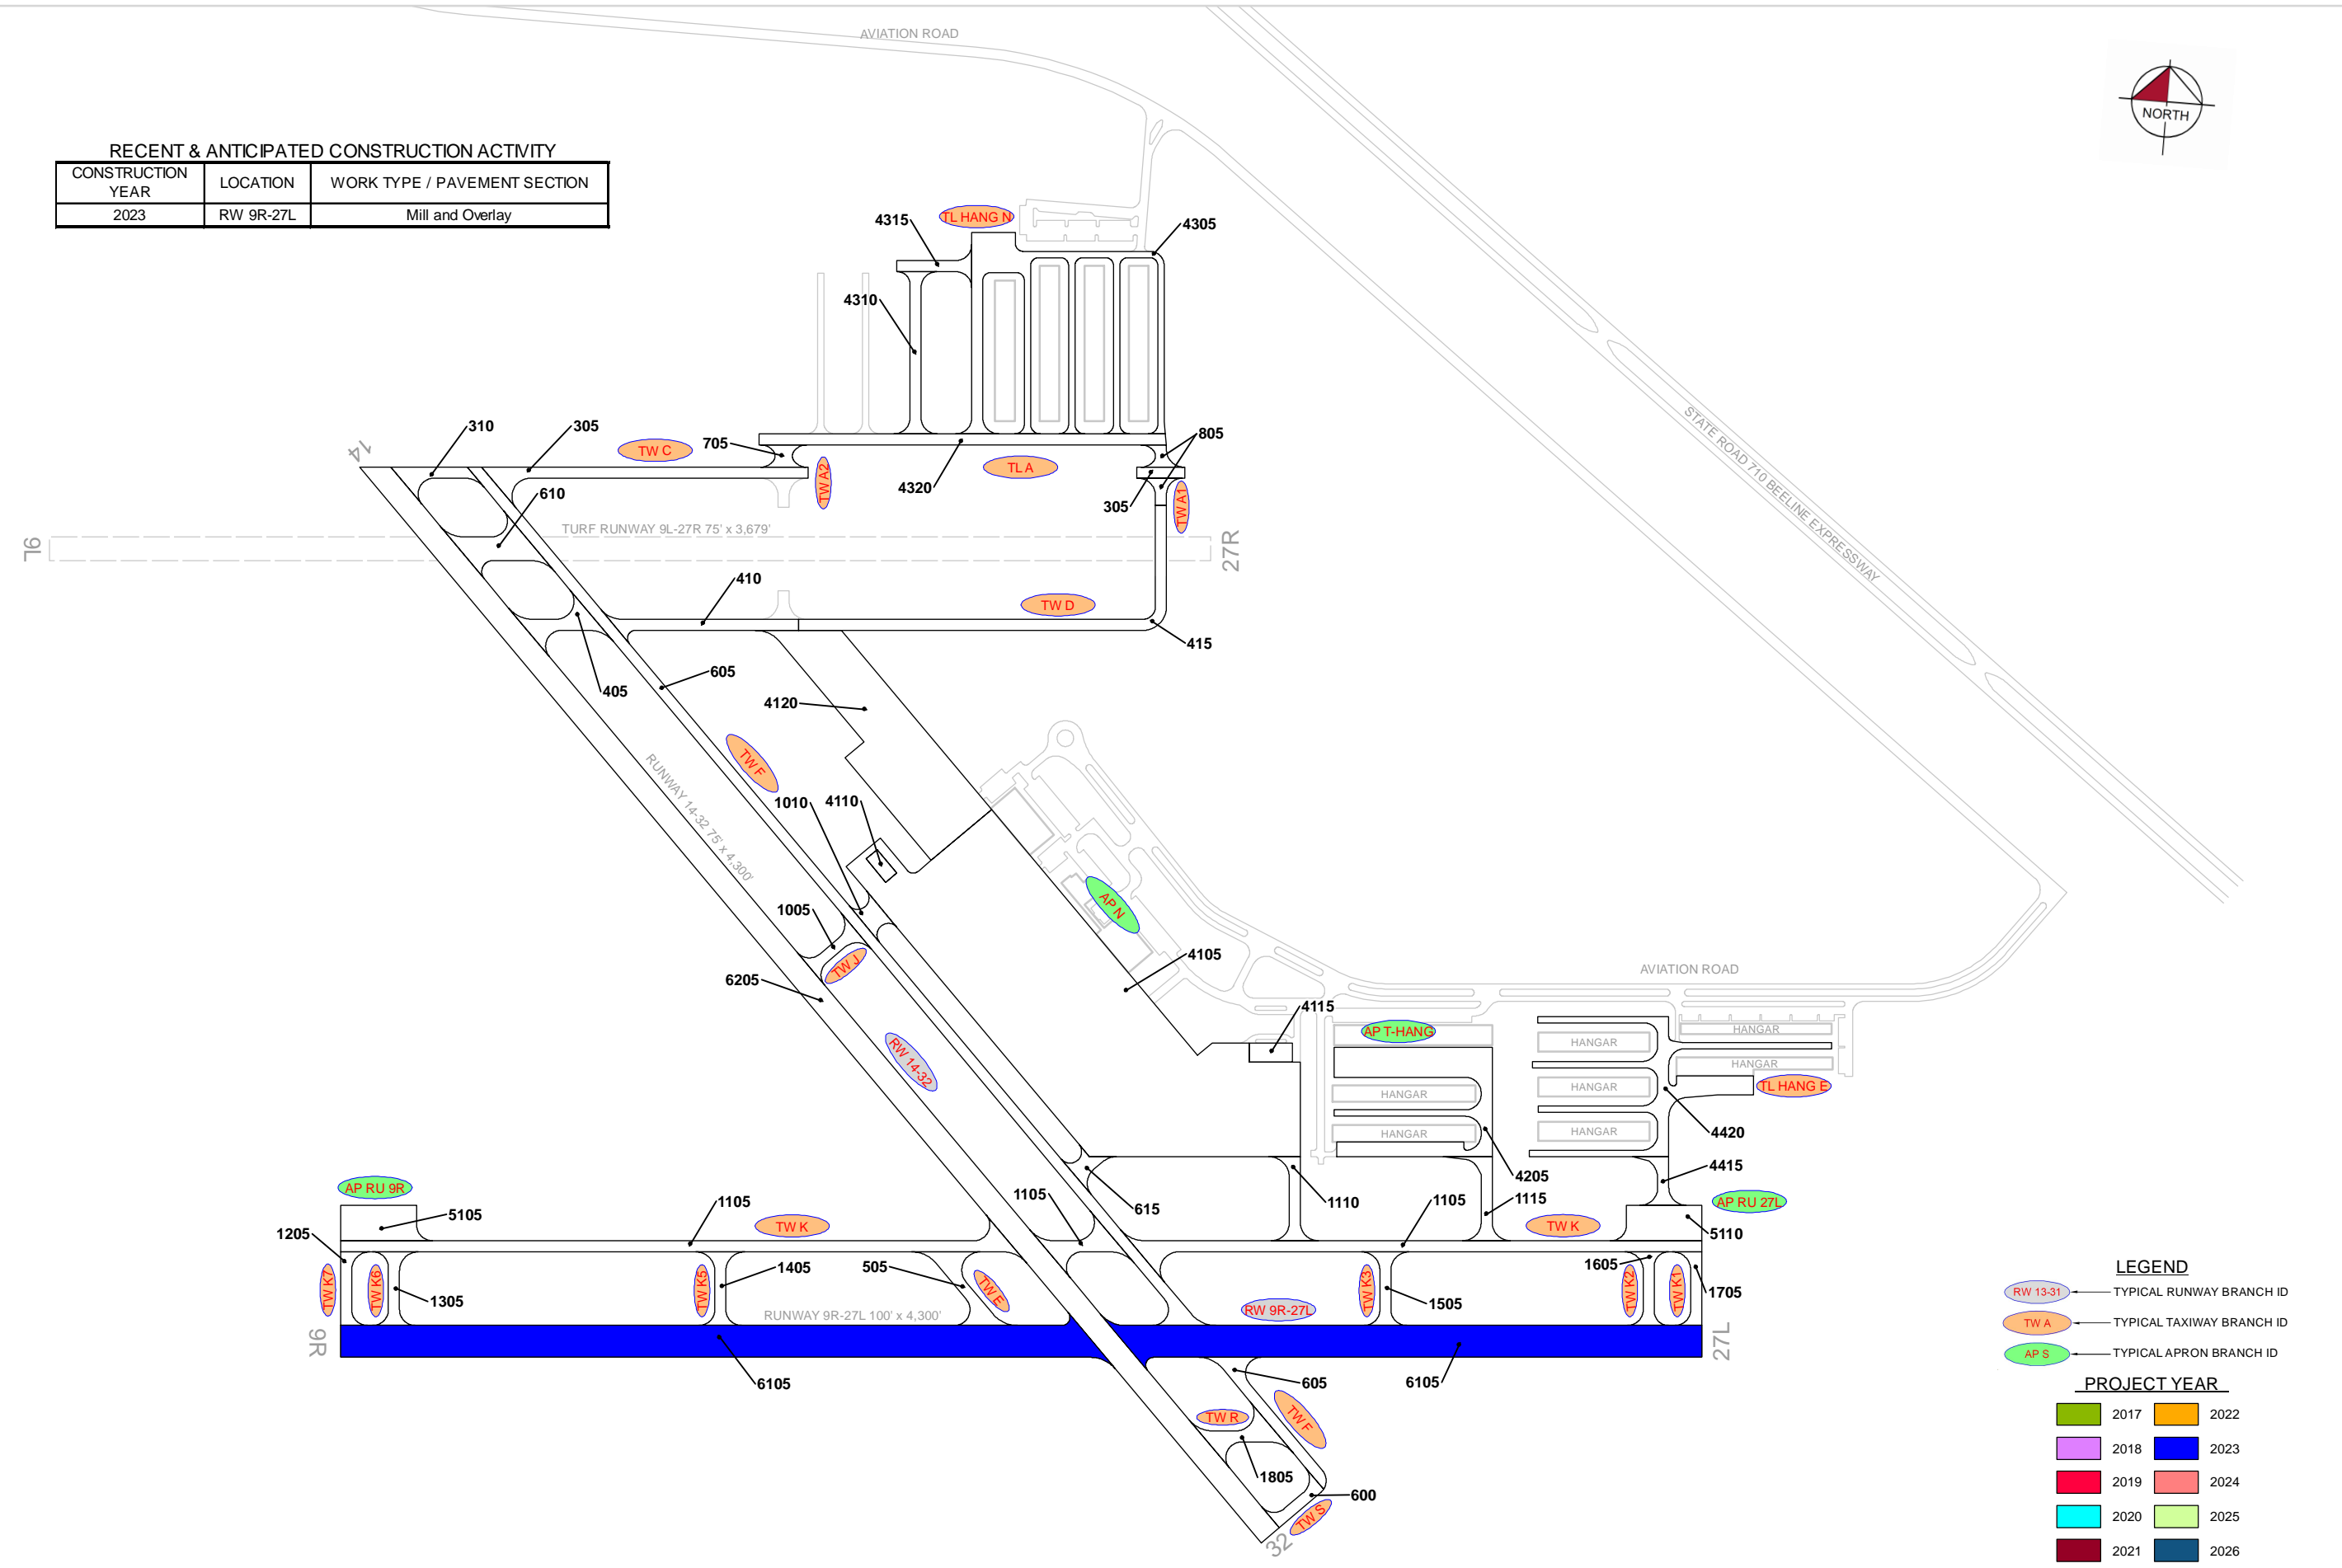 AVIATION ROAD
NORTH
RECENT & ANTICIPATED CONSTRUCTION ACTIVITY
CONSTRUCTION YEAR
LOCATION
WORK TYPE / PAVEMENT SECTION
2023
RW 9R-27L
Mill and Overlay
4315
TL HANG N
4305
4310
STATE ROAD 710 BEELINE EXPRESSWAY
14
310
305
TW C
705
805
TW A2
TL A
4320
305
TW A1
610
TURF RUNWAY 9L-27R 75' x 3,679'
9L
27R
410
TW D
415
405
605
4120
TW F
RUNWAY 14-32 75' x 4,300'
1010
4110
AP N
1005
TW J
4105
6205
AVIATION ROAD
4115
AP T-HANG
HANGAR
HANGAR
HANGAR
HANGAR
HANGAR
HANGAR
HANGAR
TL HANG E
RW 14-32
4420
4205
4415
AP RU 9R
5105
1105
TW K
1205
1105
615
1110
1105
1115
TW K
AP RU 27L
5110
1605
1705
TW K7
TW K6
1305
TW K5
1405
505
TW E
RUNWAY 9R-27L 100' x 4,300'
RW 9R-27L
TW K3
1505
TW K2
TW K1
9R
27L
6105
6105
605
TW R
TW F
1805
600
TW S
32
LEGEND
RW 13-31
TYPICAL RUNWAY BRANCH ID
TW A
TYPICAL TAXIWAY BRANCH ID
AP S
TYPICAL APRON BRANCH ID
PROJECT YEAR
2017
2022
2018
2023
2019
2024
2020
2025
2021
2026